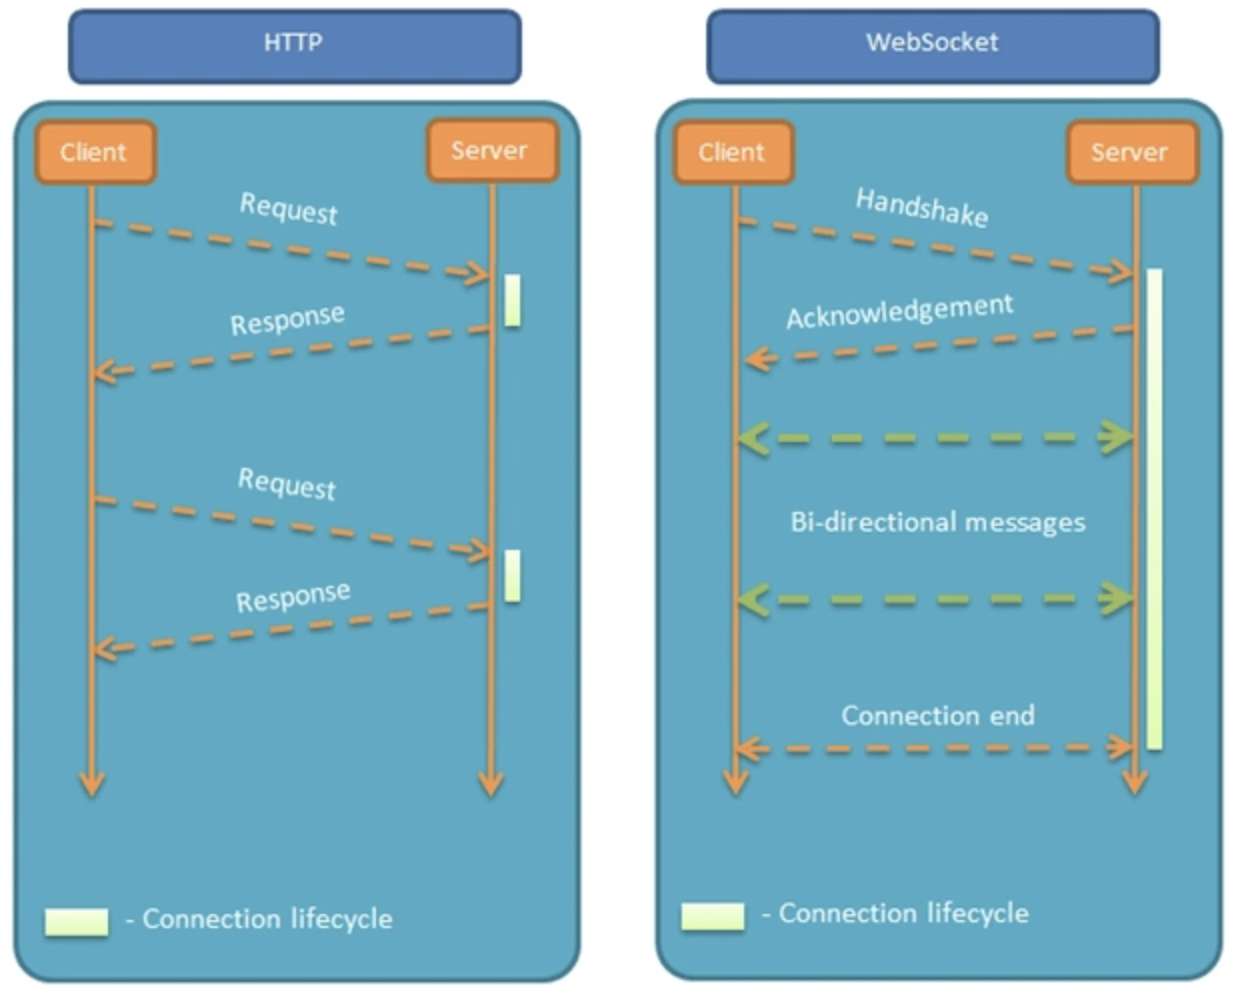 HTTP
Client
Server
Request
Response
Request
Response
- Connection lifecycle
WebSocket
Client
Server
Handshake
Acknowledgement
Bi-directional messages
Connection end
- Connection lifecycle